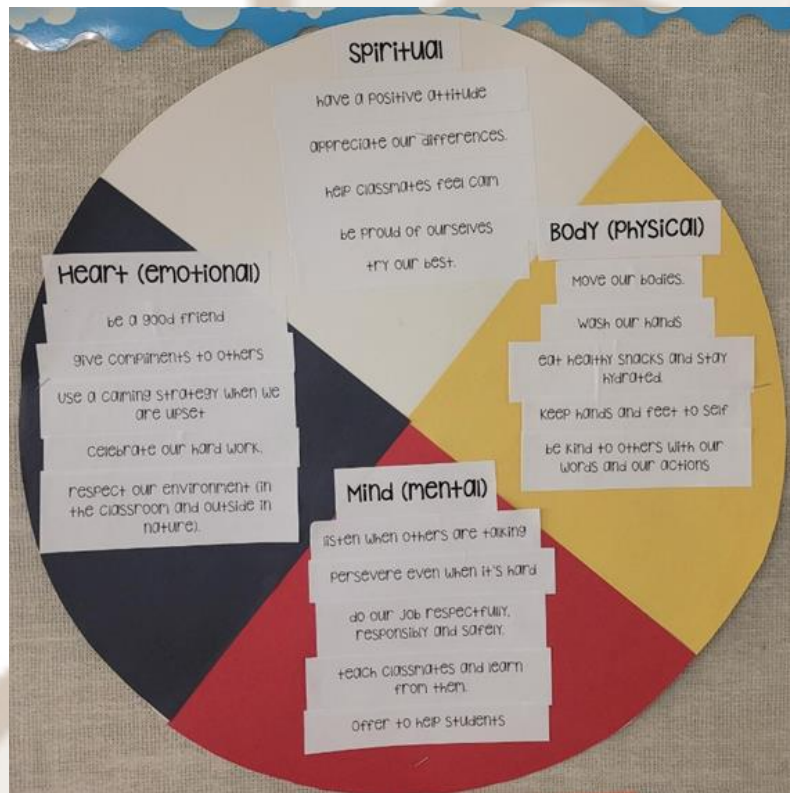 Spiritual
have a positive attitude
appreciate our differences.
help classmates feel calm
be proud of ourselves
try our best.
Body (Physical)
Move our bodies.
wash our hands
eat healthy snacks and stay
hydrated.
Keep hands and feet to self
be kind to others with our
words and our actions
Heart (emotional)
be a good friend
give compliments to others
use a calming strategy when we
are upset
Celebrate our hard work.
respect our environment (in
the classroom and outside in
nature).
Mind (mental)
listen when others are talking
Persevere even when it's hard
do our job respectfully,
responsibly and safely.
teach classmates and learn
from them.
Offer to help students